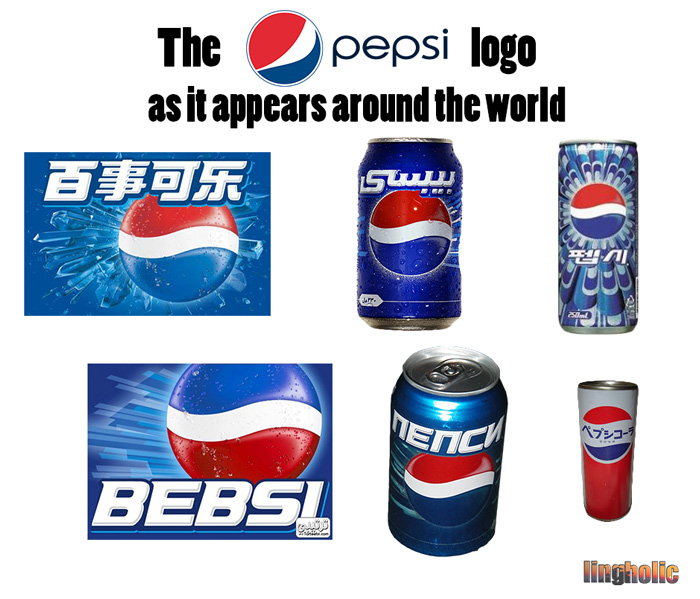 The pepsi logo
as it appears around the world
百事可乐
بيبسي
펩시
250mL
BEBSI
ПЕПСИ
ペプシコーラ
lingholic